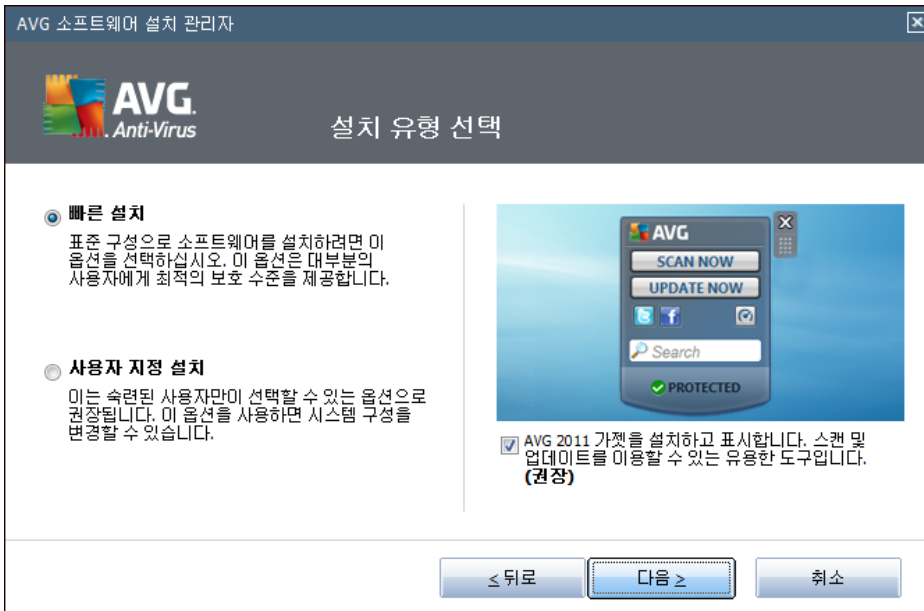 AVG 소프트웨어 설치 관리자
AVG.
Anti-Virus
설치 유형 선택
빠른 설치
표준 구성으로 소프트웨어를 설치하려면 이
옵션을 선택하십시오. 이 옵션은 대부분의
사용자에게 최적의 보호 수준을 제공합니다.
사용자 지정 설치
이는 숙련된 사용자만이 선택할 수 있는 옵션으로
권장됩니다. 이 옵션을 사용하면 시스템 구성을
변경할 수 있습니다.
AVG
SCAN NOW
UPDATE NOW
Search
PROTECTED
AVG 2011 가젯을 설치하고 표시합니다. 스캔 및
업데이트를 이용할 수 있는 유용한 도구입니다.
(권장)
< 뒤로
다음 >
취소